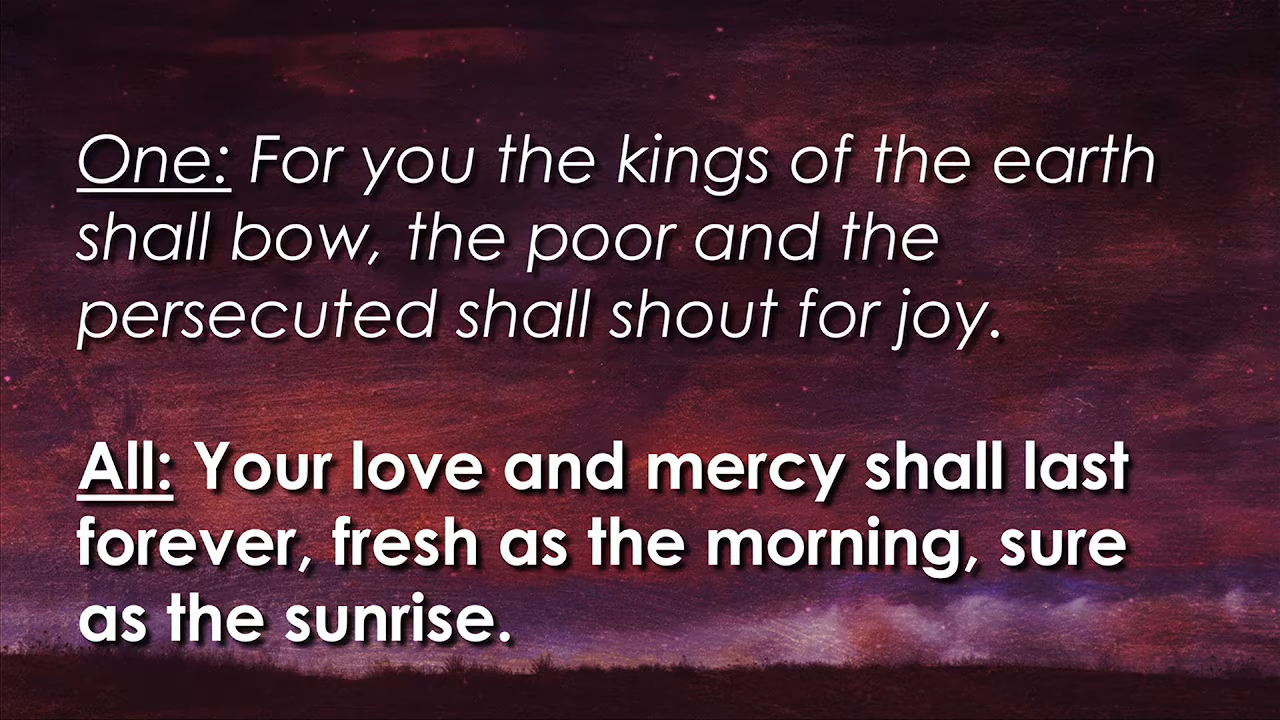 One: For you the kings of the earth
shall bow, the poor and the
persecuted shall shout for joy.
All: Your love and mercy shall last
forever, fresh as the morning, sure
as the sunrise.